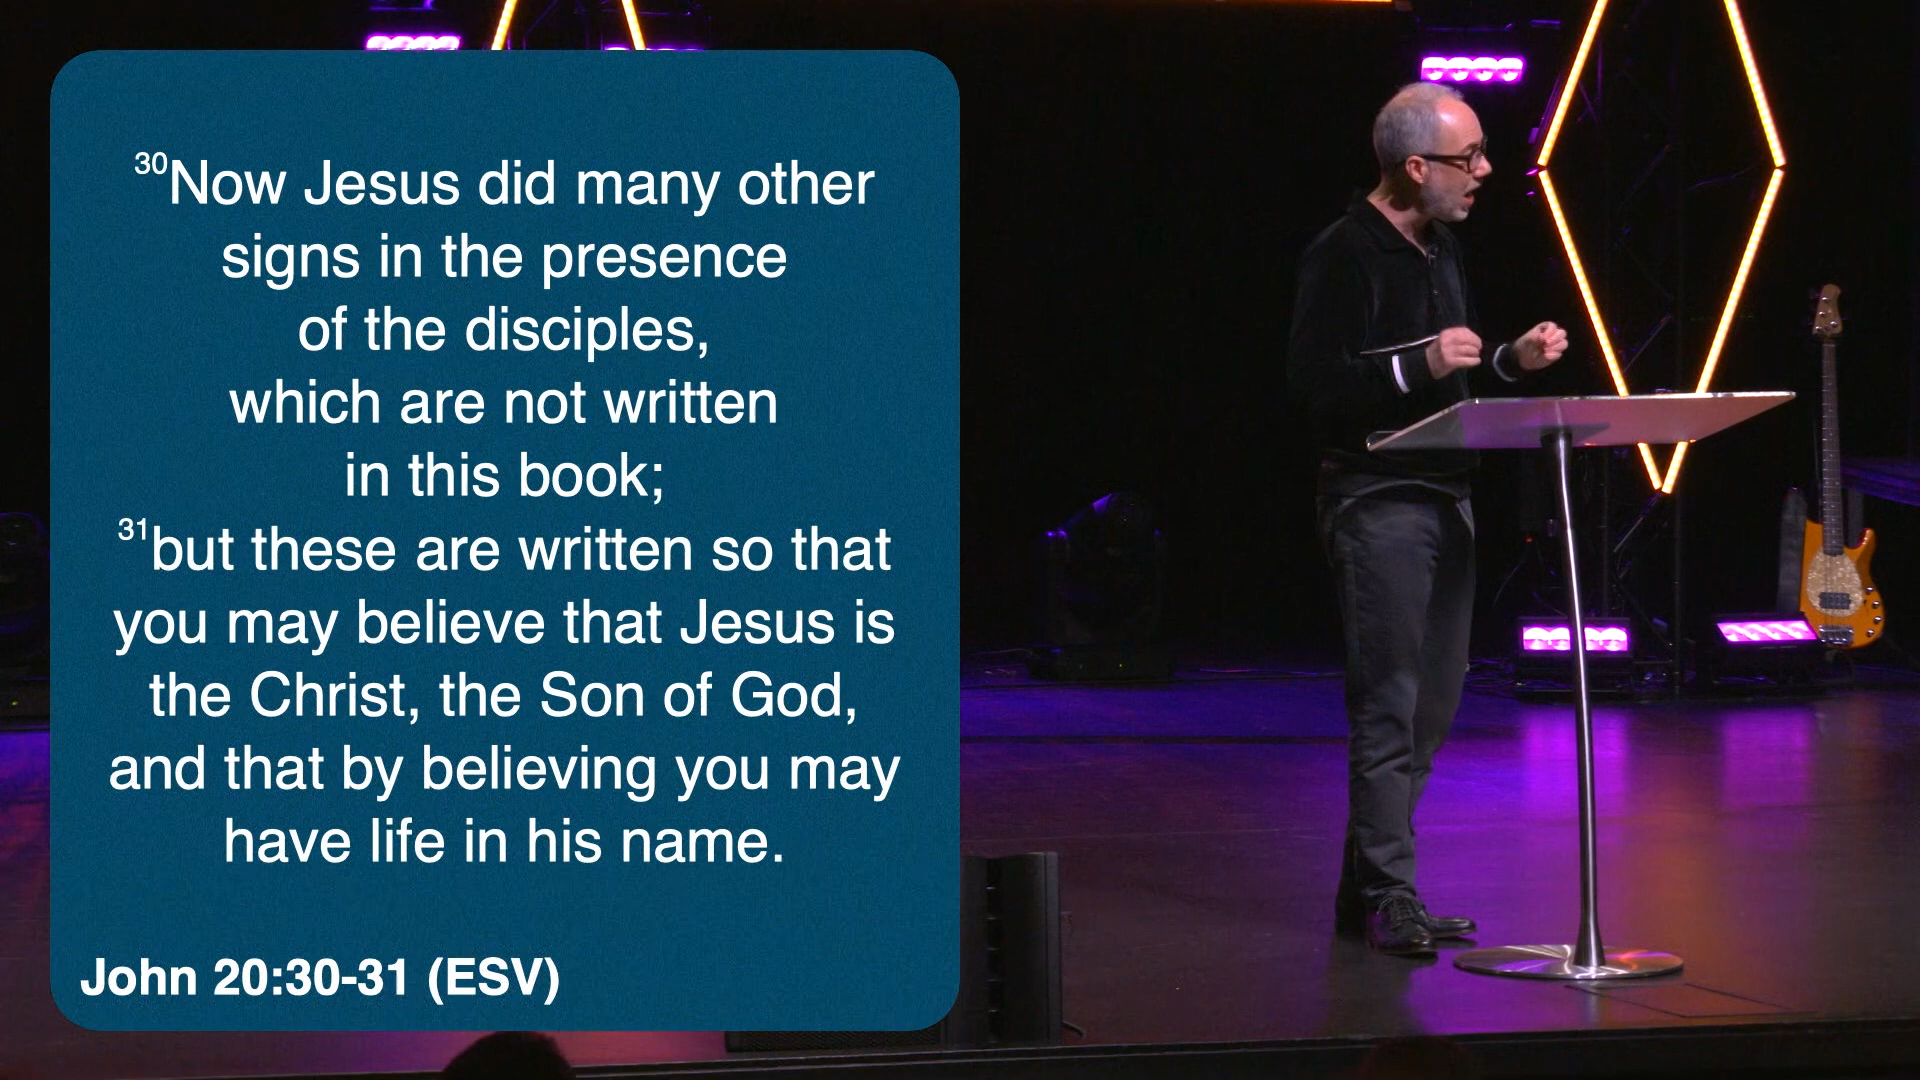 30Now Jesus did many other
signs in the presence
of the disciples,
which are not written
in this book;
31but these are written so that
you may believe that Jesus is
the Christ, the Son of God,
and that by believing you may
have life in his name.
John 20:30-31 (ESV)